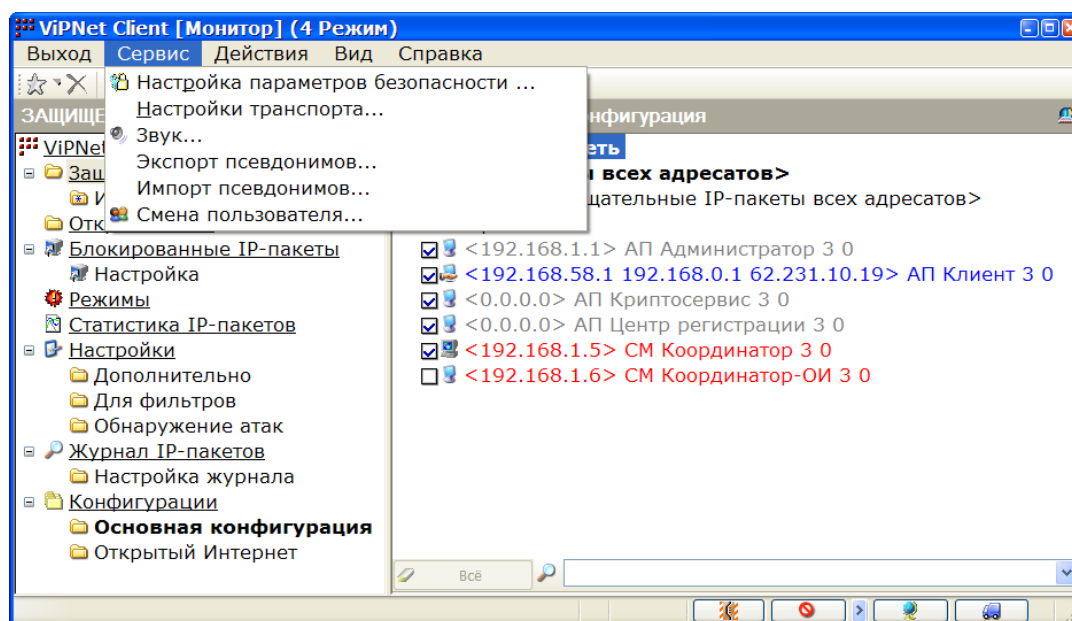 ViPNet Client [Монитор] (4 Режим)
Выход Сервис Действия Вид Справка
Настройка параметров безопасности ...
Настройки транспорта...
Звук...
Экспорт псевдонимов...
Импорт псевдонимов...
Смена пользователя...
ЗАЩИЩЕ
ViPNet
Защ
И
Отк
Блокированные IP-пакеты
Настройка
Режимы
Статистика IP-пакетов
Настройки
Дополнительно
Для фильтров
Обнаружение атак
Журнал IP-пакетов
Настройка журнала
Конфигурации
Основная конфигурация
Открытый Интернет
нфигурация
еть
ы всех адресатов>
щательные IP-пакеты всех адресатов>
<192.168.1.1> АП Администратор 3 0
<192.168.58.1 192.168.0.1 62.231.10.19> АП Клиент 3 0
<0.0.0.0> АП Криптосервис 3 0
<0.0.0.0> АП Центр регистрации 3 0
<192.168.1.5> СМ Координатор 3 0
<192.168.1.6> СМ Координатор-ОИ 3 0
Всё